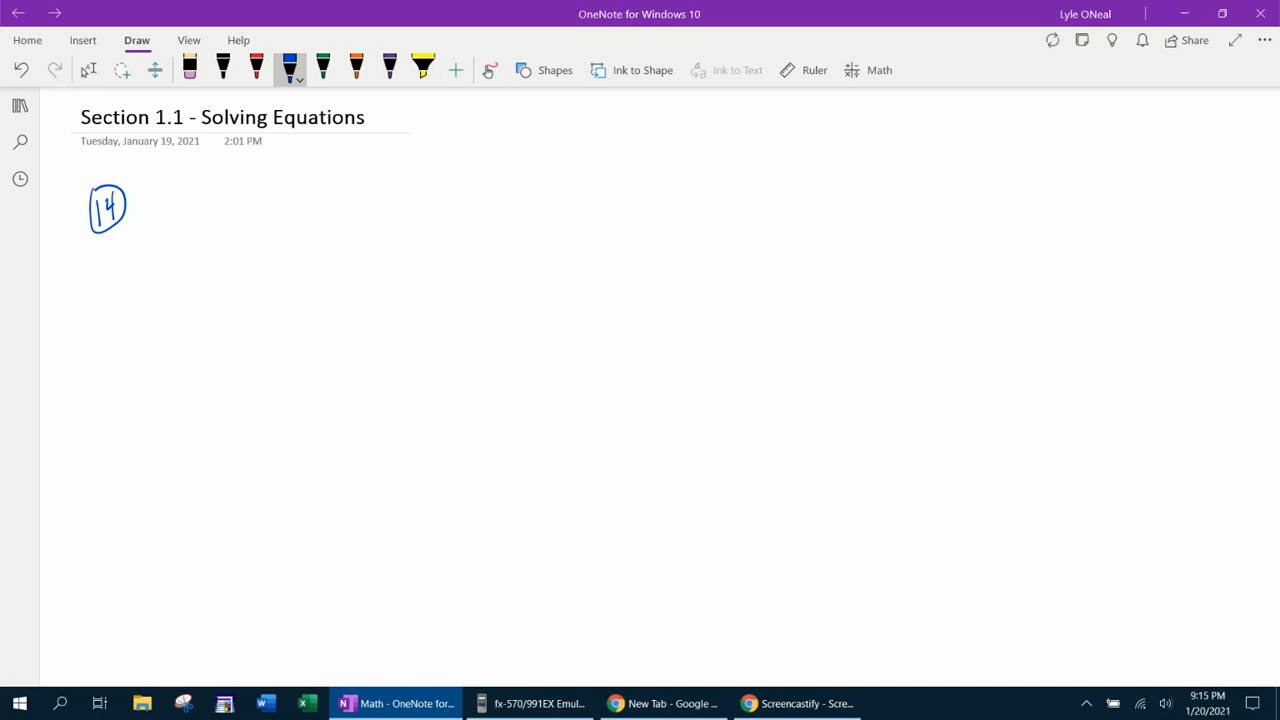 OneNote for Windows 10
Lyle ONeal
Home Insert Draw View Help
Share
Shapes Ink to Shape Ink to Text Ruler Math
Section 1.1 - Solving Equations
Tuesday, January 19, 2021 2:01 PM
14
Math - OneNote for... fx-570/991EX Emul... New Tab - Google ... Screencastify - Scre...
9:15 PM
1/20/2021